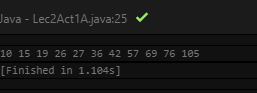 Java - Lec2Act1A.java:25 ✓
10 15 19 26 27 36 42 57 69 76 105
[Finished in 1.104s]